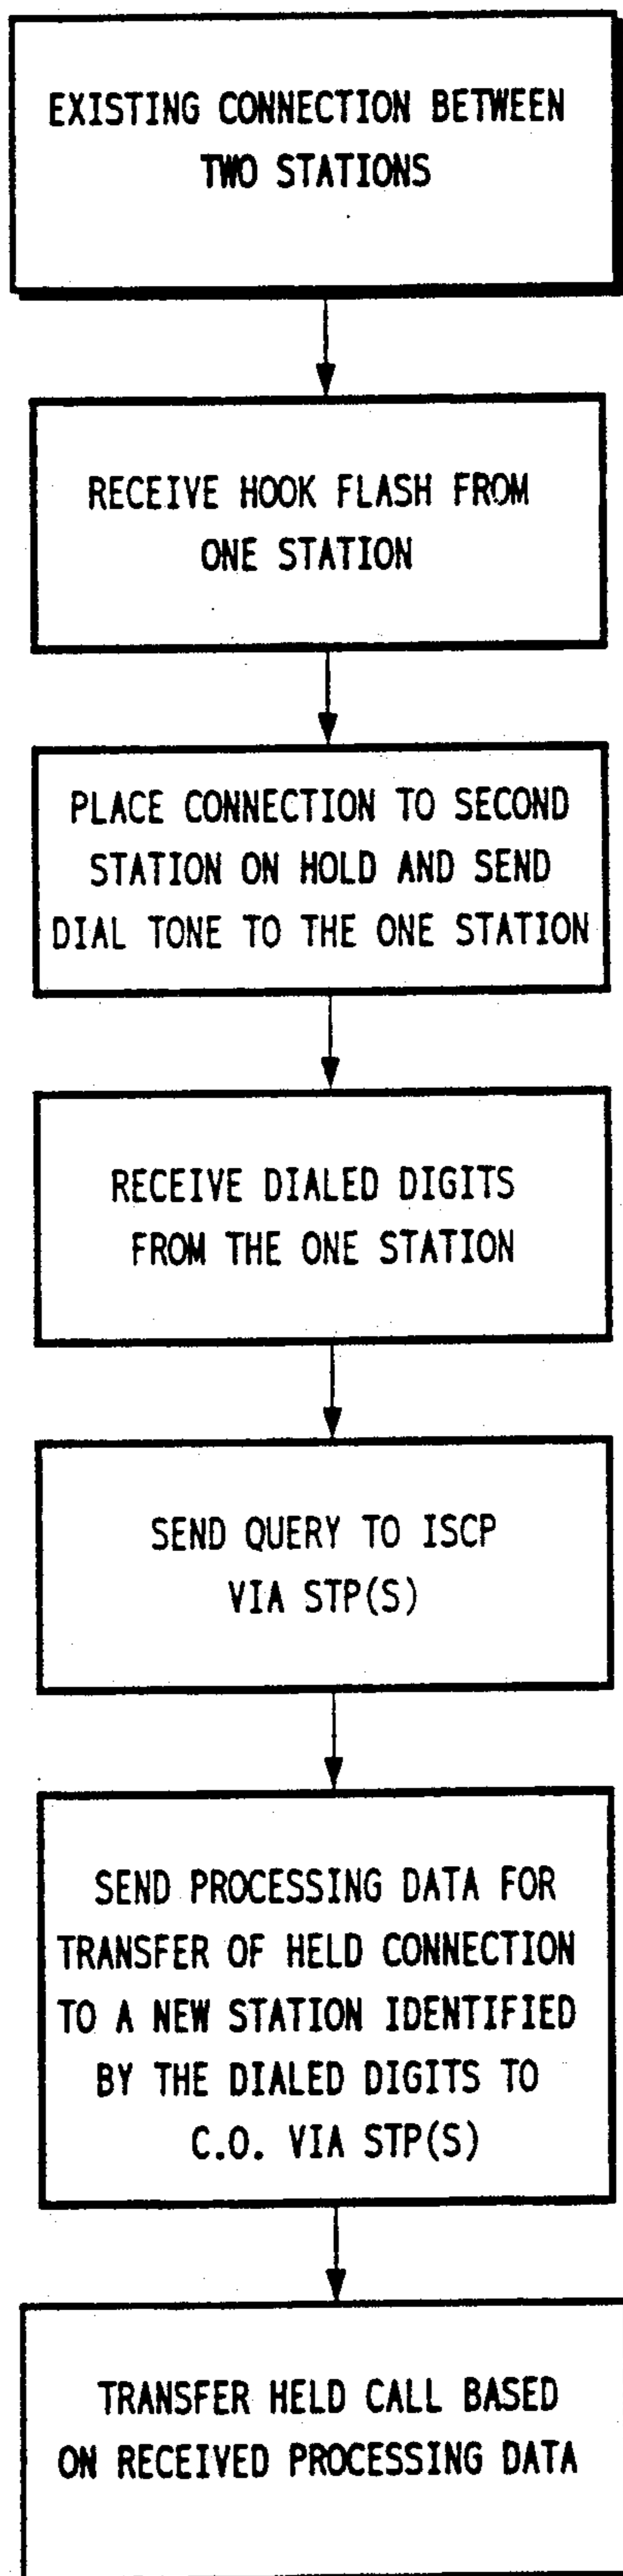 EXISTING CONNECTION BETWEEN
TWO STATIONS
RECEIVE HOOK FLASH FROM
ONE STATION
PLACE CONNECTION TO SECOND
STATION ON HOLD AND SEND
DIAL TONE TO THE ONE STATION
RECEIVE DIALED DIGITS
FROM THE ONE STATION
SEND QUERY TO ISCP
VIA STP(S)
SEND PROCESSING DATA FOR
TRANSFER OF HELD CONNECTION
TO A NEW STATION IDENTIFIED
BY THE DIALED DIGITS TO
C.O. VIA STP(S)
TRANSFER HELD CALL BASED
ON RECEIVED PROCESSING DATA